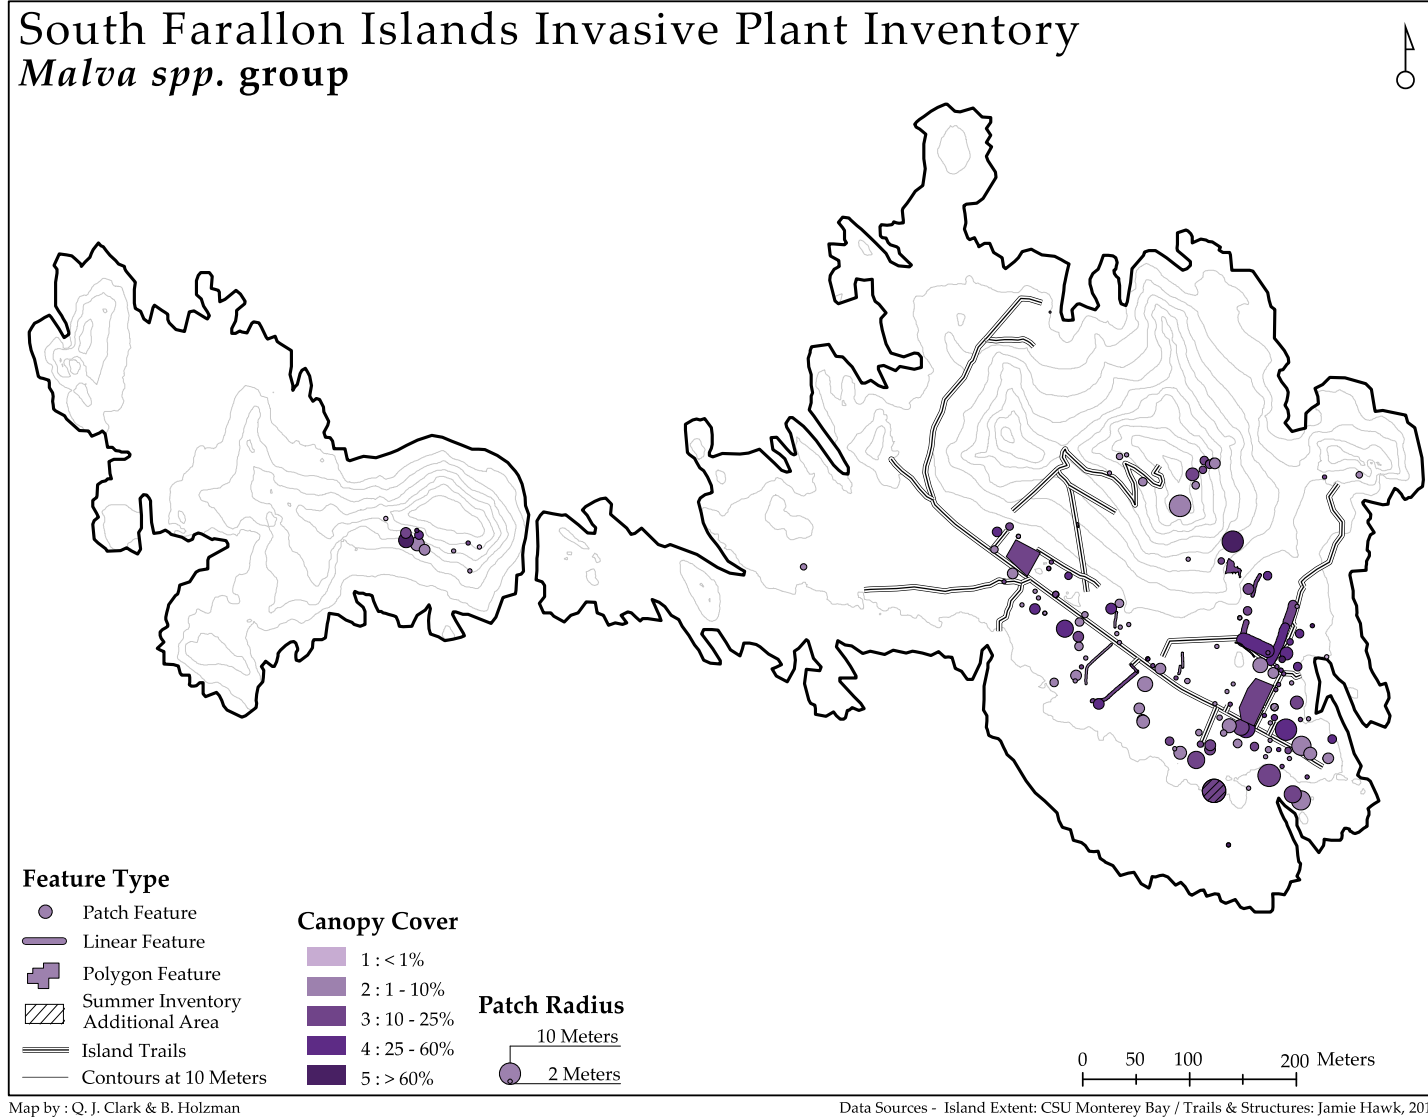 South Farallon Islands Invasive Plant Inventory
Malva spp. group
Feature Type
Patch Feature
Linear Feature
Polygon Feature
Summer Inventory
Additional Area
Island Trails
Contours at 10 Meters
Canopy Cover
1 : < 1%
2 : 1 - 10%
3 : 10 - 25%
4 : 25 - 60%
5 : > 60%
Patch Radius
10 Meters
2 Meters
0 50 100 200 Meters
Map by : Q. J. Clark & B. Holzman
Data Sources - Island Extent: CSU Monterey Bay / Trails & Structures: Jamie Hawk,